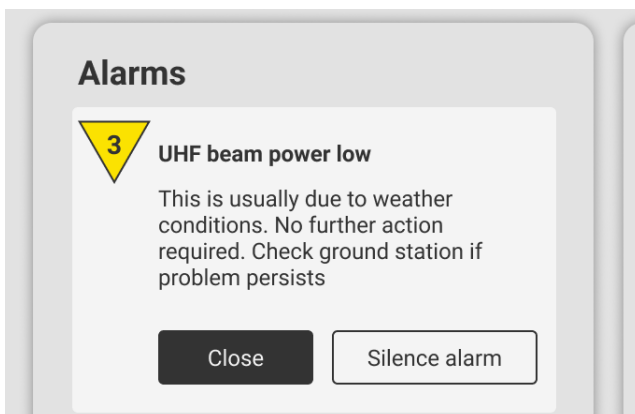 Alarms
3
UHF beam power low
This is usually due to weather
conditions. No further action
required. Check ground station if
problem persists
Close
Silence alarm